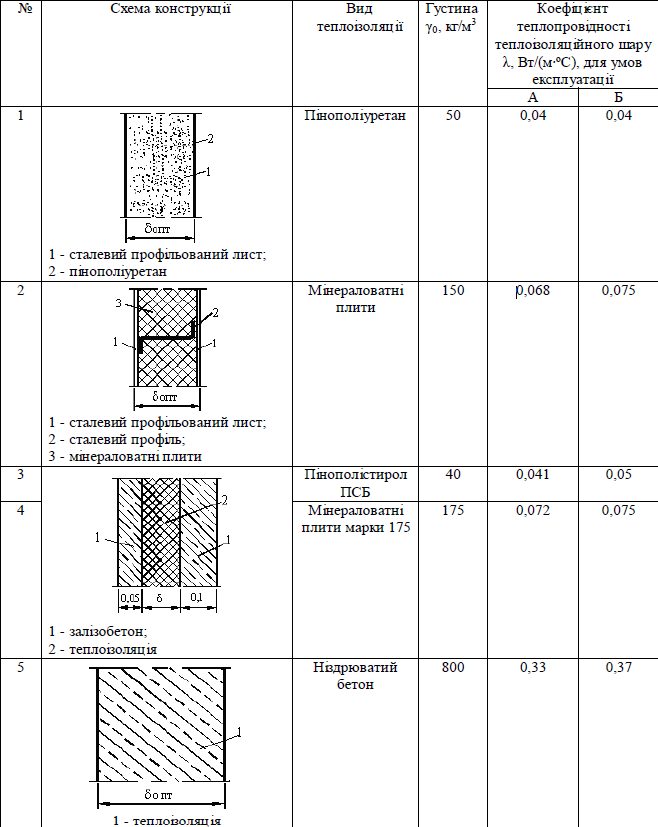 №
Схема конструкції
Вид
теплоізоляції
Густина
γ0, кг/м3
Коефіцієнт
теплопровідності
теплоізоляційного шару
λ, Вт/(м·ºС), для умов
експлуатації
А
Б
1
2
1
δопт
1 - сталевий профільований лист;
2 - пінополіуретан
Пінополіуретан
50
0,04
0,04
2
3
2
1
1
δопт
1 - сталевий профільований лист;
2 - сталевий профіль;
3 - мінераловатні плити
Мінераловатні
плити
150
0,068
0,075
3
Пінополістирол
ПСБ
40
0,041
0,05
4
2
1
1
0,05
δ
0,1
1 - залізобетон;
2 - теплоізоляція
Мінераловатні
плити марки 175
175
0,072
0,075
5
1
δопт
1 - теплоізоляція
Ніздрюватий
бетон
800
0,33
0,37